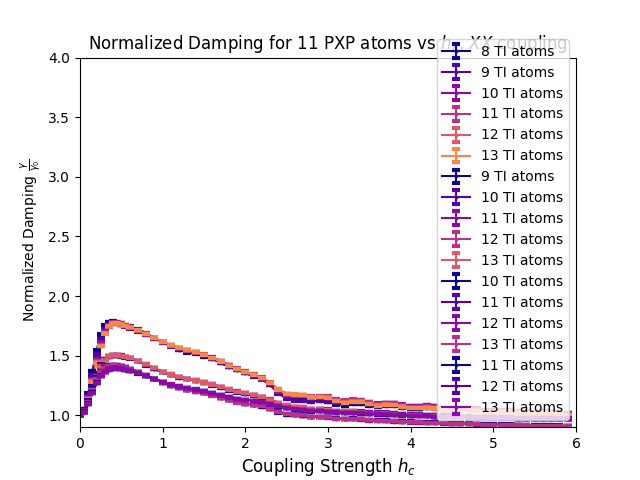 Normalized Damping for 11 PXP atoms vs h_c, XX coupling
4.0
3.5
3.0
2.5
2.0
1.5
1.0
Normalized Damping γ/γ₀
0 1 2 3 4 5 6
Coupling Strength h_c
8 TI atoms
9 TI atoms
10 TI atoms
11 TI atoms
12 TI atoms
13 TI atoms
9 TI atoms
10 TI atoms
11 TI atoms
12 TI atoms
13 TI atoms
10 TI atoms
11 TI atoms
12 TI atoms
13 TI atoms
11 TI atoms
12 TI atoms
13 TI atoms